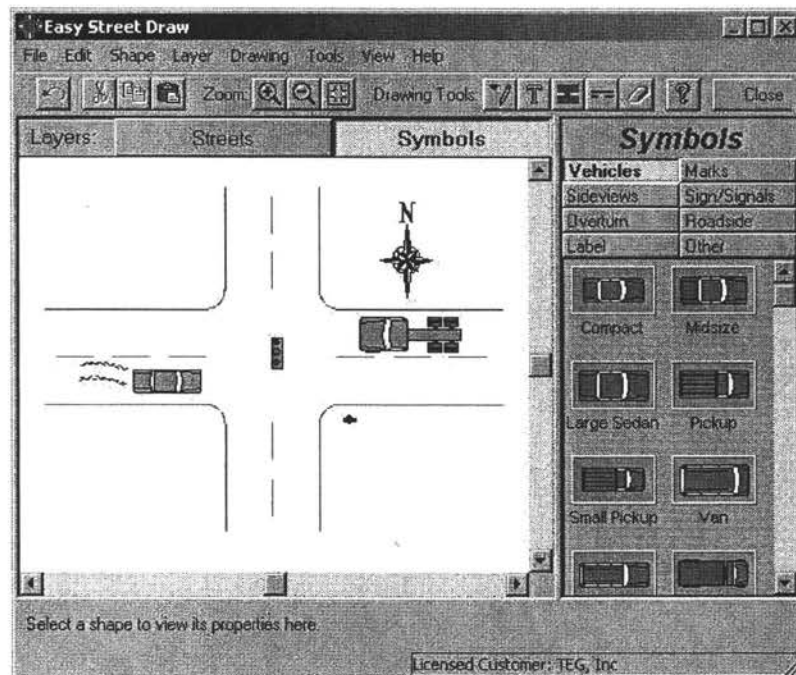 Easy Street Draw
File Edit Shape Layer Drawing Tools View Help
Zoom: Drawing Tools: T ? Close
Layers: Streets Symbols
Symbols
Vehicles Marks
Sideviews Sign/Signals
Overturn Roadside
Label Other
N
Compact Midsize
Large Sedan Pickup
Small Pickup Van
Select a shape to view its properties here.
Licensed Customer: TEG, Inc